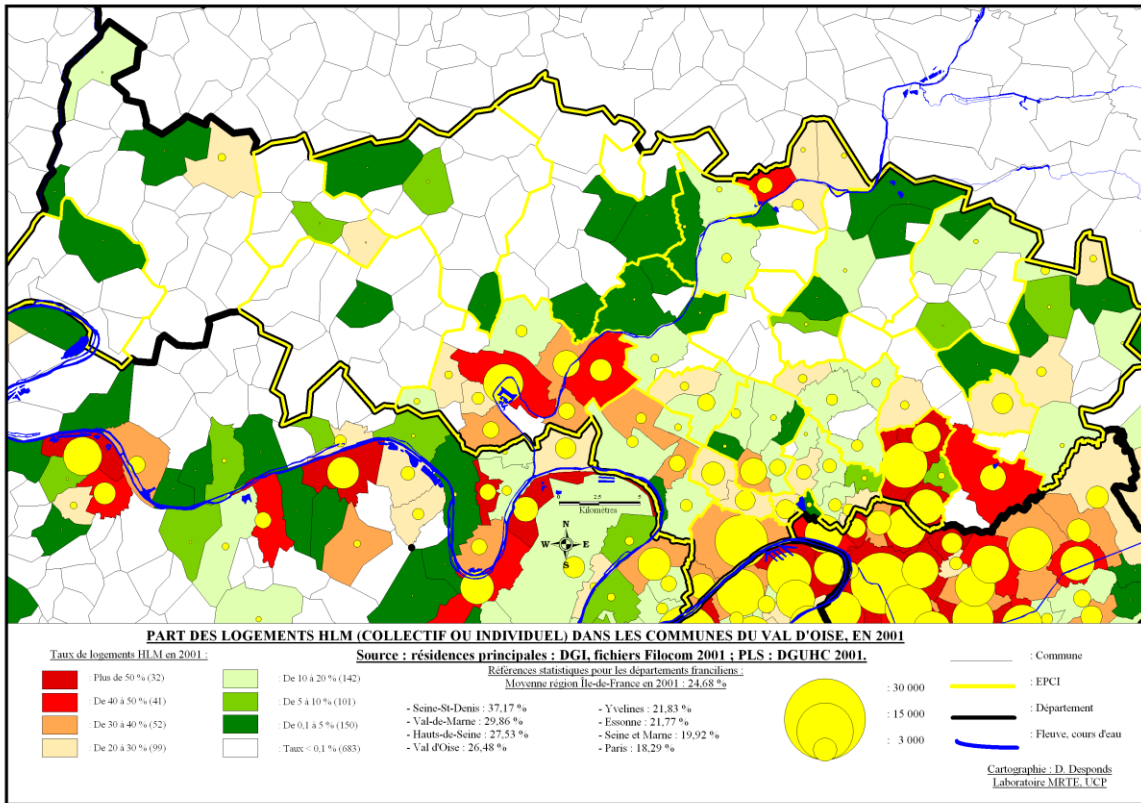 0 2.5 5
Kilomètres
N
W E
S
PART DES LOGEMENTS HLM (COLLECTIF OU INDIVIDUEL) DANS LES COMMUNES DU VAL D'OISE, EN 2001
Taux de logements HLM en 2001 :
Source : résidences principales : DGI, fichiers Filocom 2001 ; PLS : DGUHC 2001.
: Plus de 50 % (32)
: De 40 à 50 % (41)
: De 30 à 40 % (52)
: De 20 à 30 % (99)
: De 10 à 20 % (142)
: De 5 à 10 % (101)
: De 0,1 à 5 % (150)
: Taux < 0,1 % (683)
Références statistiques pour les départements franciliens :
Moyenne région Île-de-France en 2001 : 24,68 %
- Seine-St-Denis : 37,17 %
- Val-de-Marne : 29,86 %
- Hauts-de-Seine : 27,53 %
- Val d'Oise : 26,48 %
- Yvelines : 21,83 %
- Essonne : 21,77 %
- Seine et Marne : 19,92 %
- Paris : 18,29 %
: 30 000
: 15 000
: 3 000
: Commune
: EPCI
: Département
: Fleuve, cours d'eau
Cartographie : D. Desponds
Laboratoire MRTE, UCP